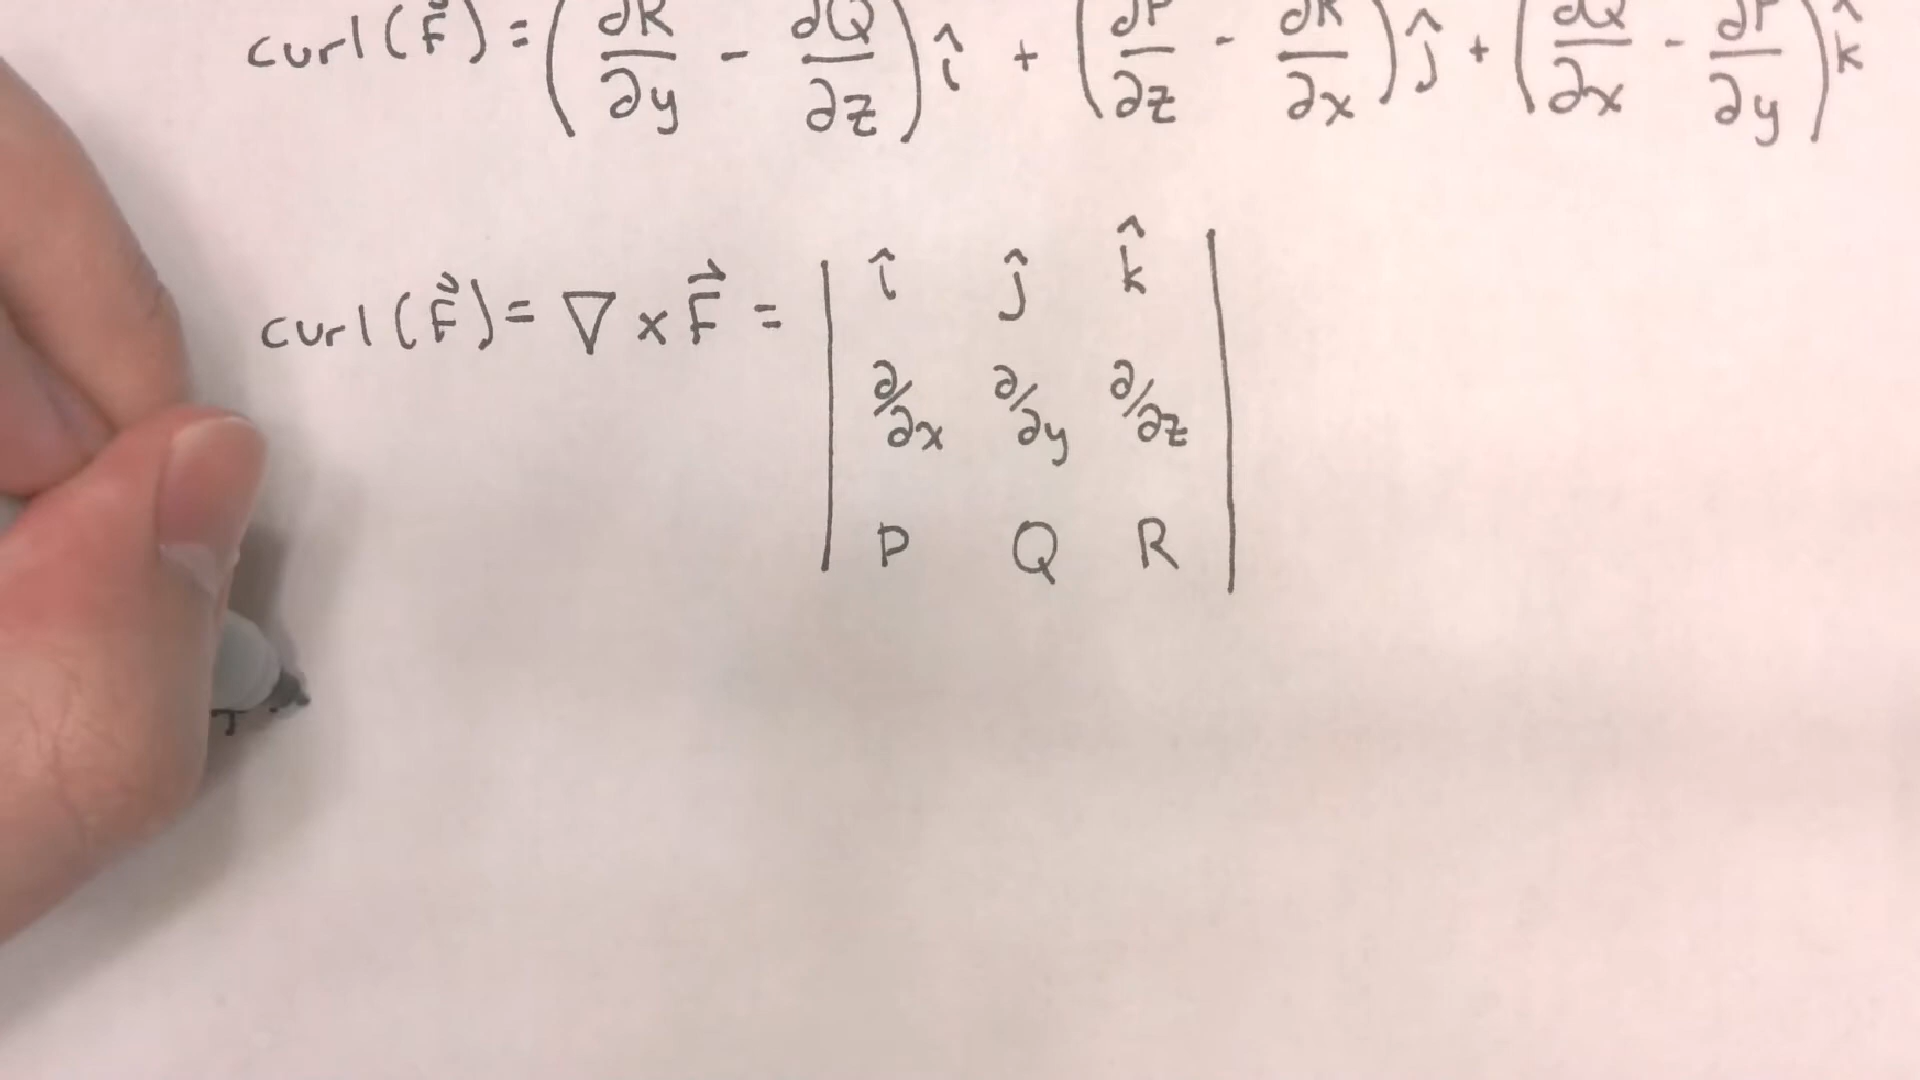 curl(F⃗) = (∂R/∂y - ∂Q/∂z) î + (∂P/∂z - ∂R/∂x) ĵ + (∂Q/∂x - ∂P/∂y) k̂
curl(F⃗) = ∇ × F⃗ = | î ĵ k̂ |
∂/∂x ∂/∂y ∂/∂z
P Q R